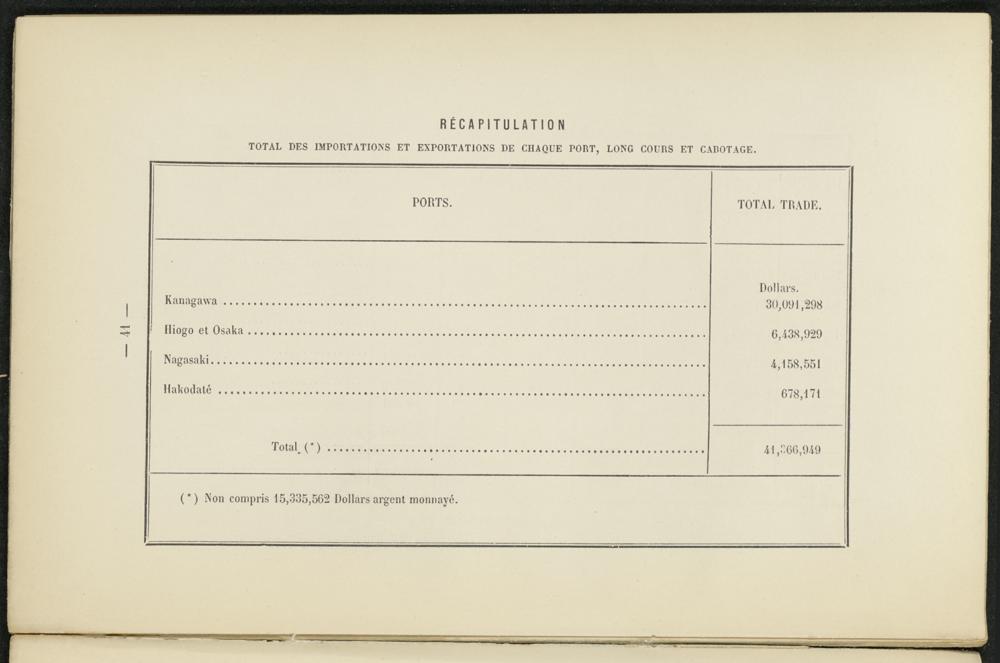 RÉCAPITULATION
TOTAL DES IMPORTATIONS ET EXPORTATIONS DE CHAQUE PORT, LONG COURS ET CABOTAGE.
PORTS. TOTAL TRADE.
Dollars.
Kanagawa 30,091,298
Hiogo et Osaka 6,438,929
Nagasaki 4,158,551
Hakodaté 678,171
Total (*) 41,366,949
(*) Non compris 15,335,562 Dollars argent monnayé.
— 41 —